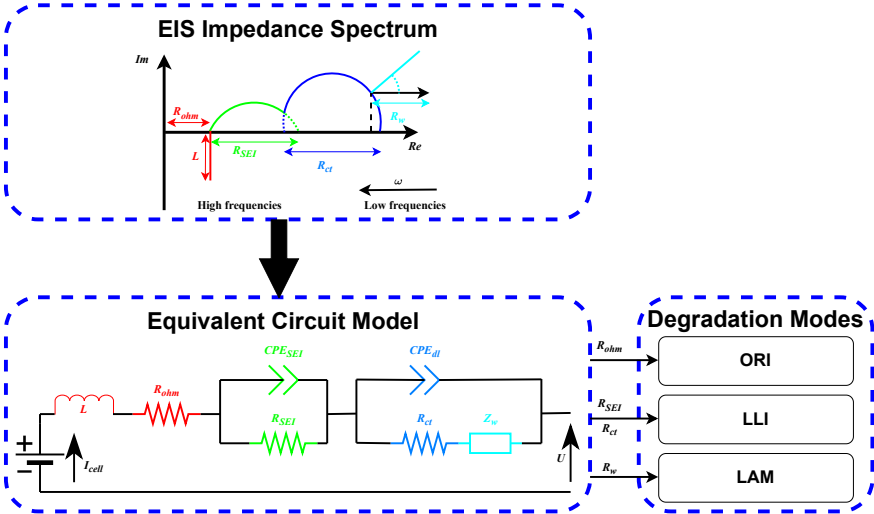 EIS Impedance Spectrum
Im
R_ohm
R_w
L
R_SEI
Re
R_ct
ω
High frequencies
Low frequencies
Equivalent Circuit Model
Degradation Modes
CPE_SEI
CPE_dl
R_ohm
ORI
L
R_ohm
R_SEI
R_ct
Z_w
R_SEI
R_ct
LLI
+
−
I_cell
U
R_w
LAM